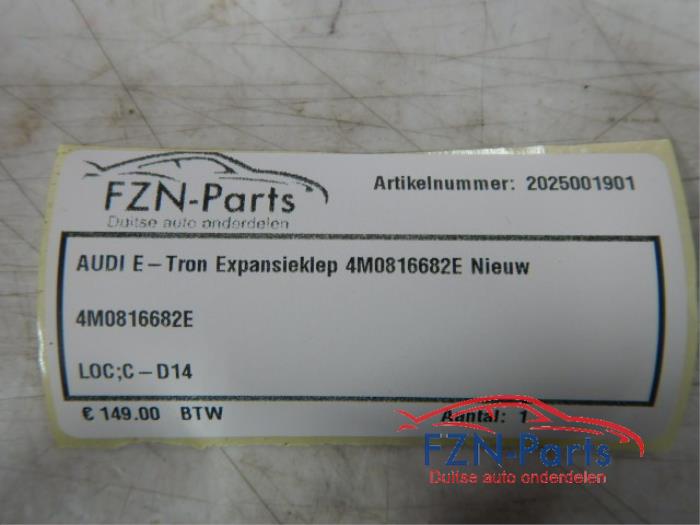 FZN-Parts
Duitse auto onderdelen
Artikelnummer: 2025001901
AUDI E-Tron Expansieklep 4M0816682E Nieuw
4M0816682E
LOC;C-D14
€ 149.00 BTW
Aantal: 1
FZN-Parts
Duitse auto onderdelen